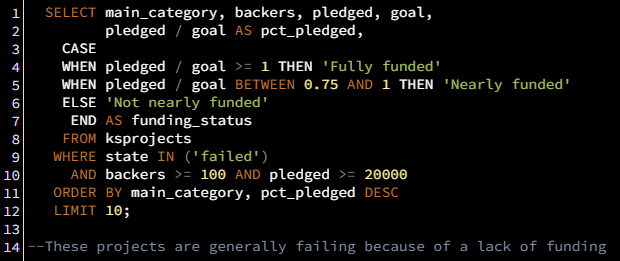 1 SELECT main_category, backers, pledged, goal,
2 pledged / goal AS pct_pledged,
3 CASE
4 WHEN pledged / goal >= 1 THEN 'Fully funded'
5 WHEN pledged / goal BETWEEN 0.75 AND 1 THEN 'Nearly funded'
6 ELSE 'Not nearly funded'
7 END AS funding_status
8 FROM ksprojects
9 WHERE state IN ('failed')
10 AND backers >= 100 AND pledged >= 20000
11 ORDER BY main_category, pct_pledged DESC
12 LIMIT 10;
13
14 --These projects are generally failing because of a lack of funding